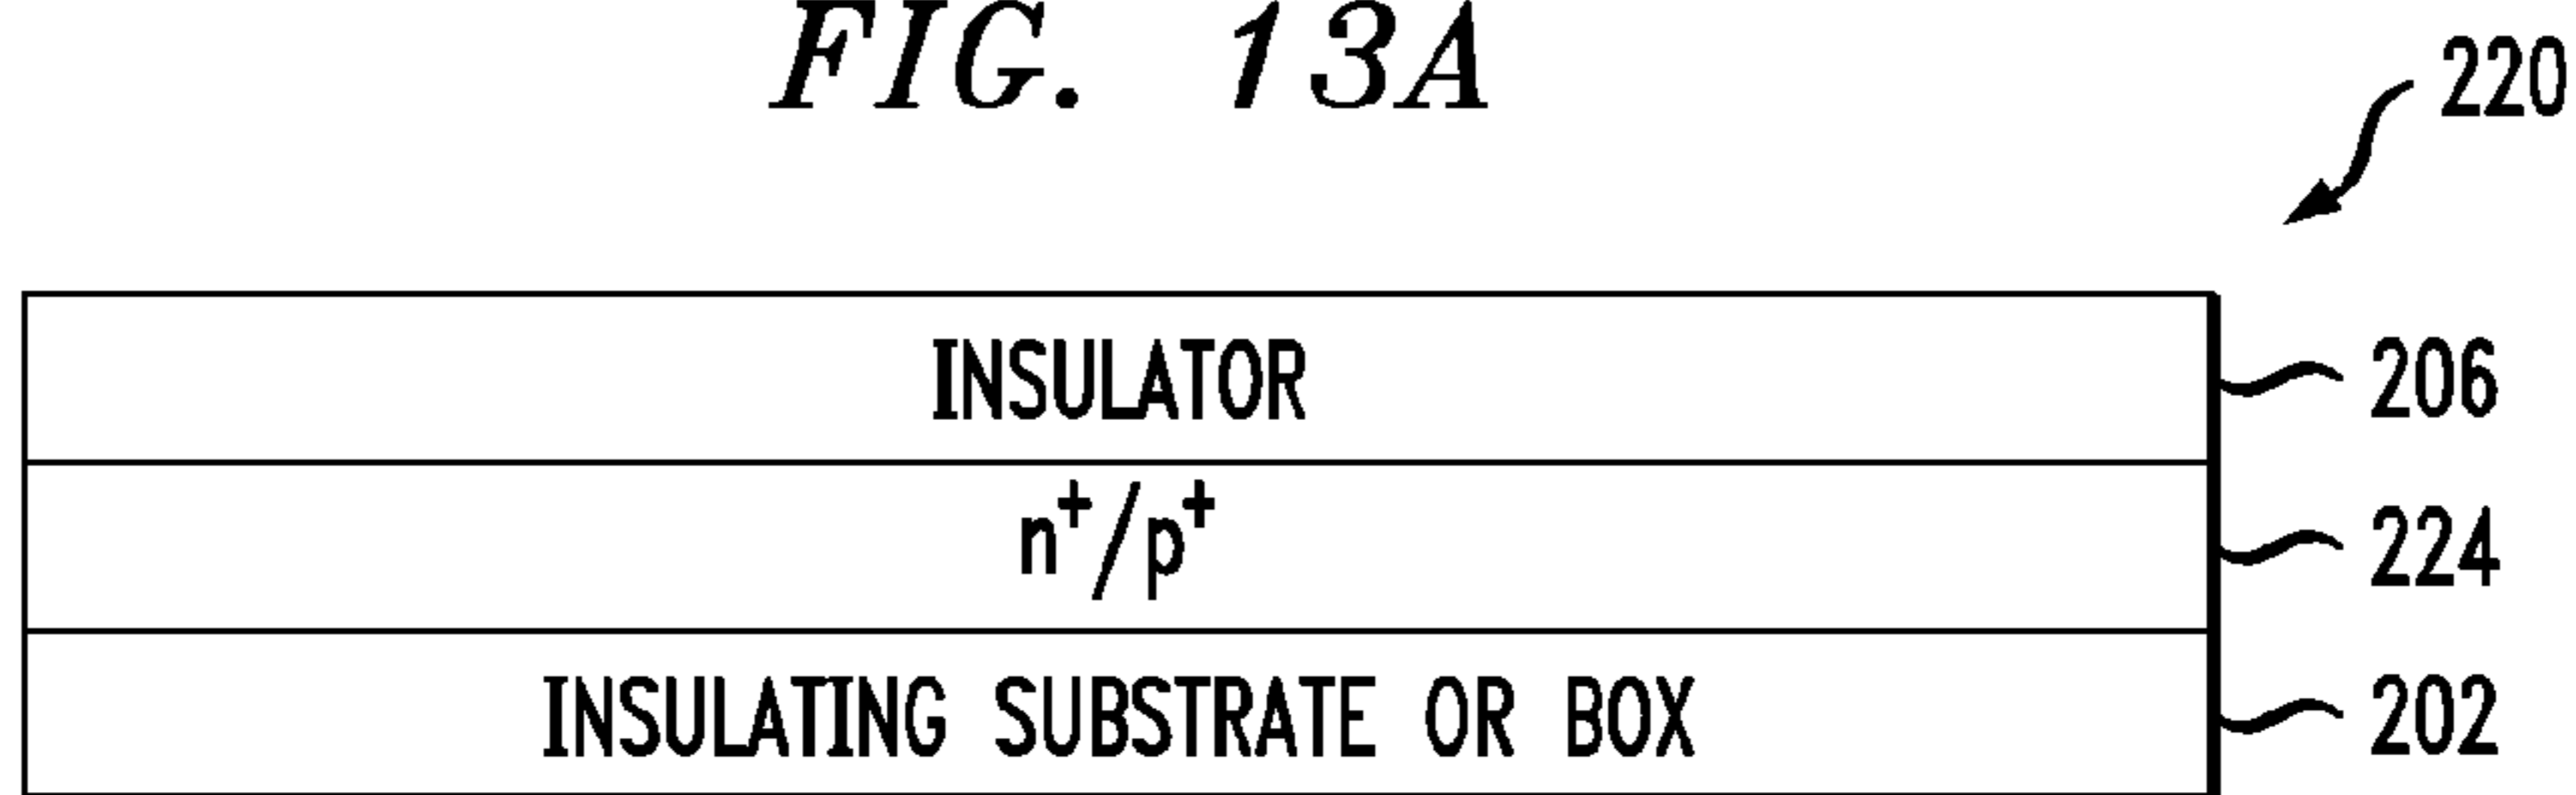 FIG. 13A
220
INSULATOR 206
n⁺/p⁺ 224
INSULATING SUBSTRATE OR BOX 202